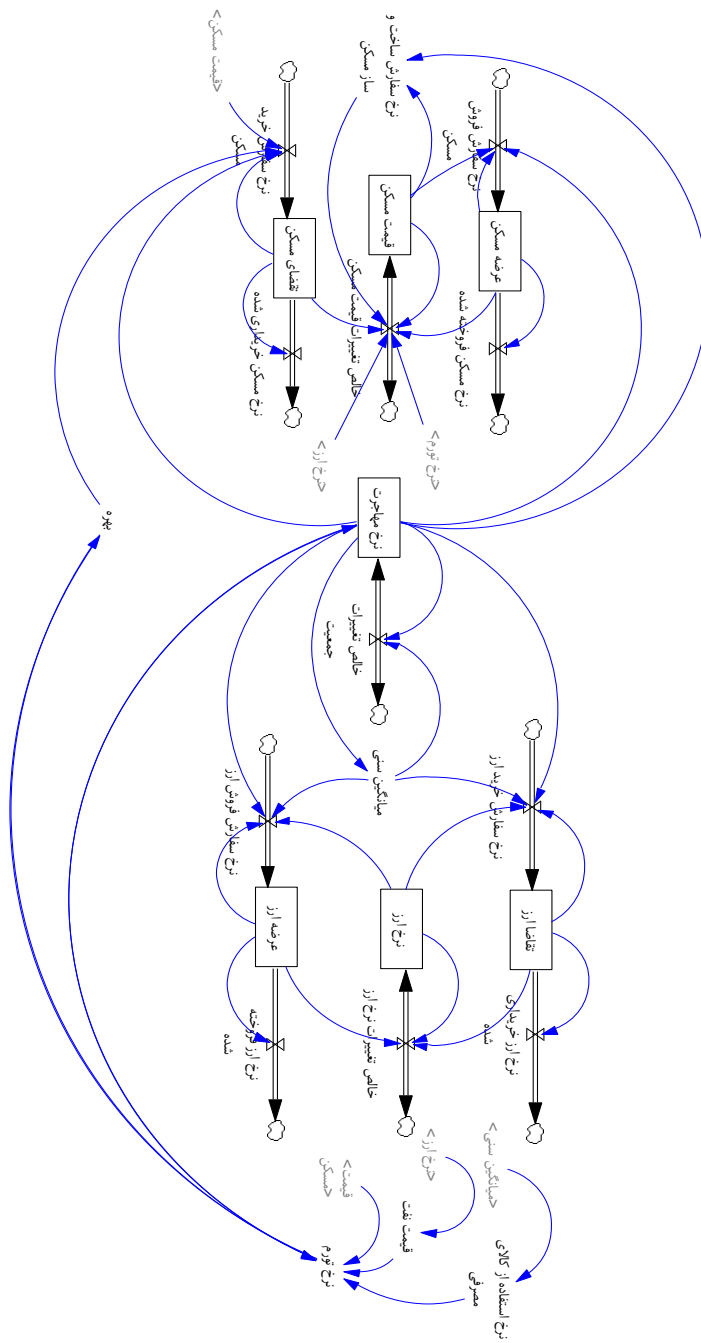 نرخ سفارش فروش
مسکن
عرضه مسکن
نرخ مسکن فروخته شده
نرخ سفارش ساخت و
ساز مسکن
قیمت مسکن
خالص تغییرات قیمت مسکن
<نرخ تورم>
<نرخ ارز>
<قیمت مسکن>
نرخ سفارش خرید
مسکن
تقضای مسکن
نرخ مسکن خریداری شده
بهره
نرخ مهاجرت
خالص تغییرات
جمعیت
میانگین سنی
نرخ سفارش خرید ارز
تقاضا ارز
نرخ ارز خریداری
شده
نرخ ارز
خالص تغییرات نرخ ارز
نرخ سفارش فروش ارز
عرضه ارز
نرخ ارز فروخته
شده
<میانگین سنی>
نرخ استفاده از کالای
مصرفی
<نرخ ارز>
قیمت نفت
<قیمت
مسکن>
نرخ تورم